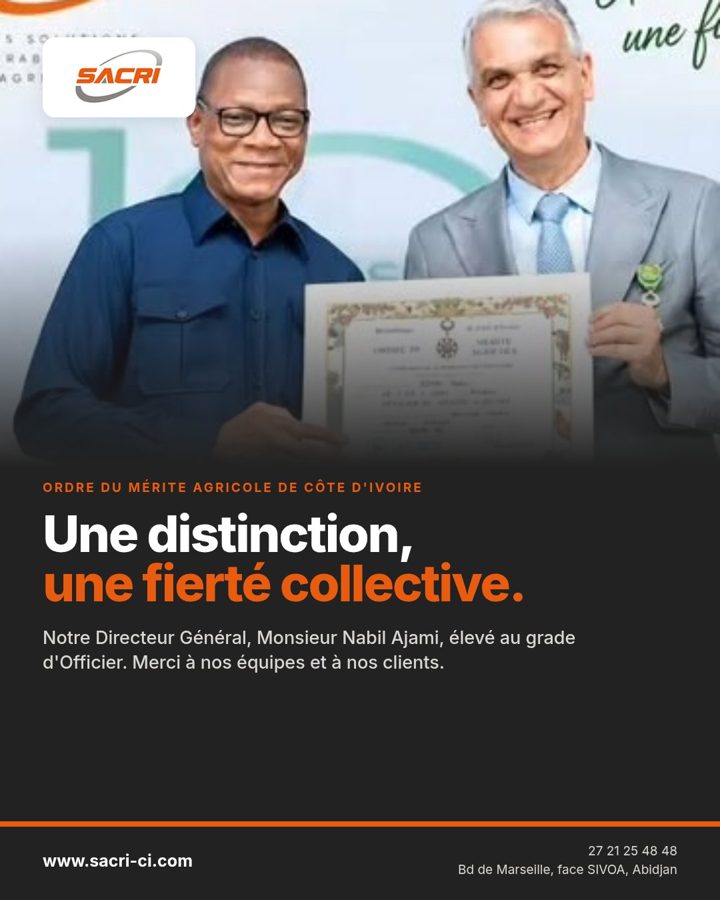 SACRI
une
ORDRE DU MÉRITE AGRICOLE DE CÔTE D'IVOIRE
Une distinction,
une fierté collective.
Notre Directeur Général, Monsieur Nabil Ajami, élevé au grade
d'Officier. Merci à nos équipes et à nos clients.
www.sacri-ci.com
27 21 25 48 48
Bd de Marseille, face SIVOA, Abidjan